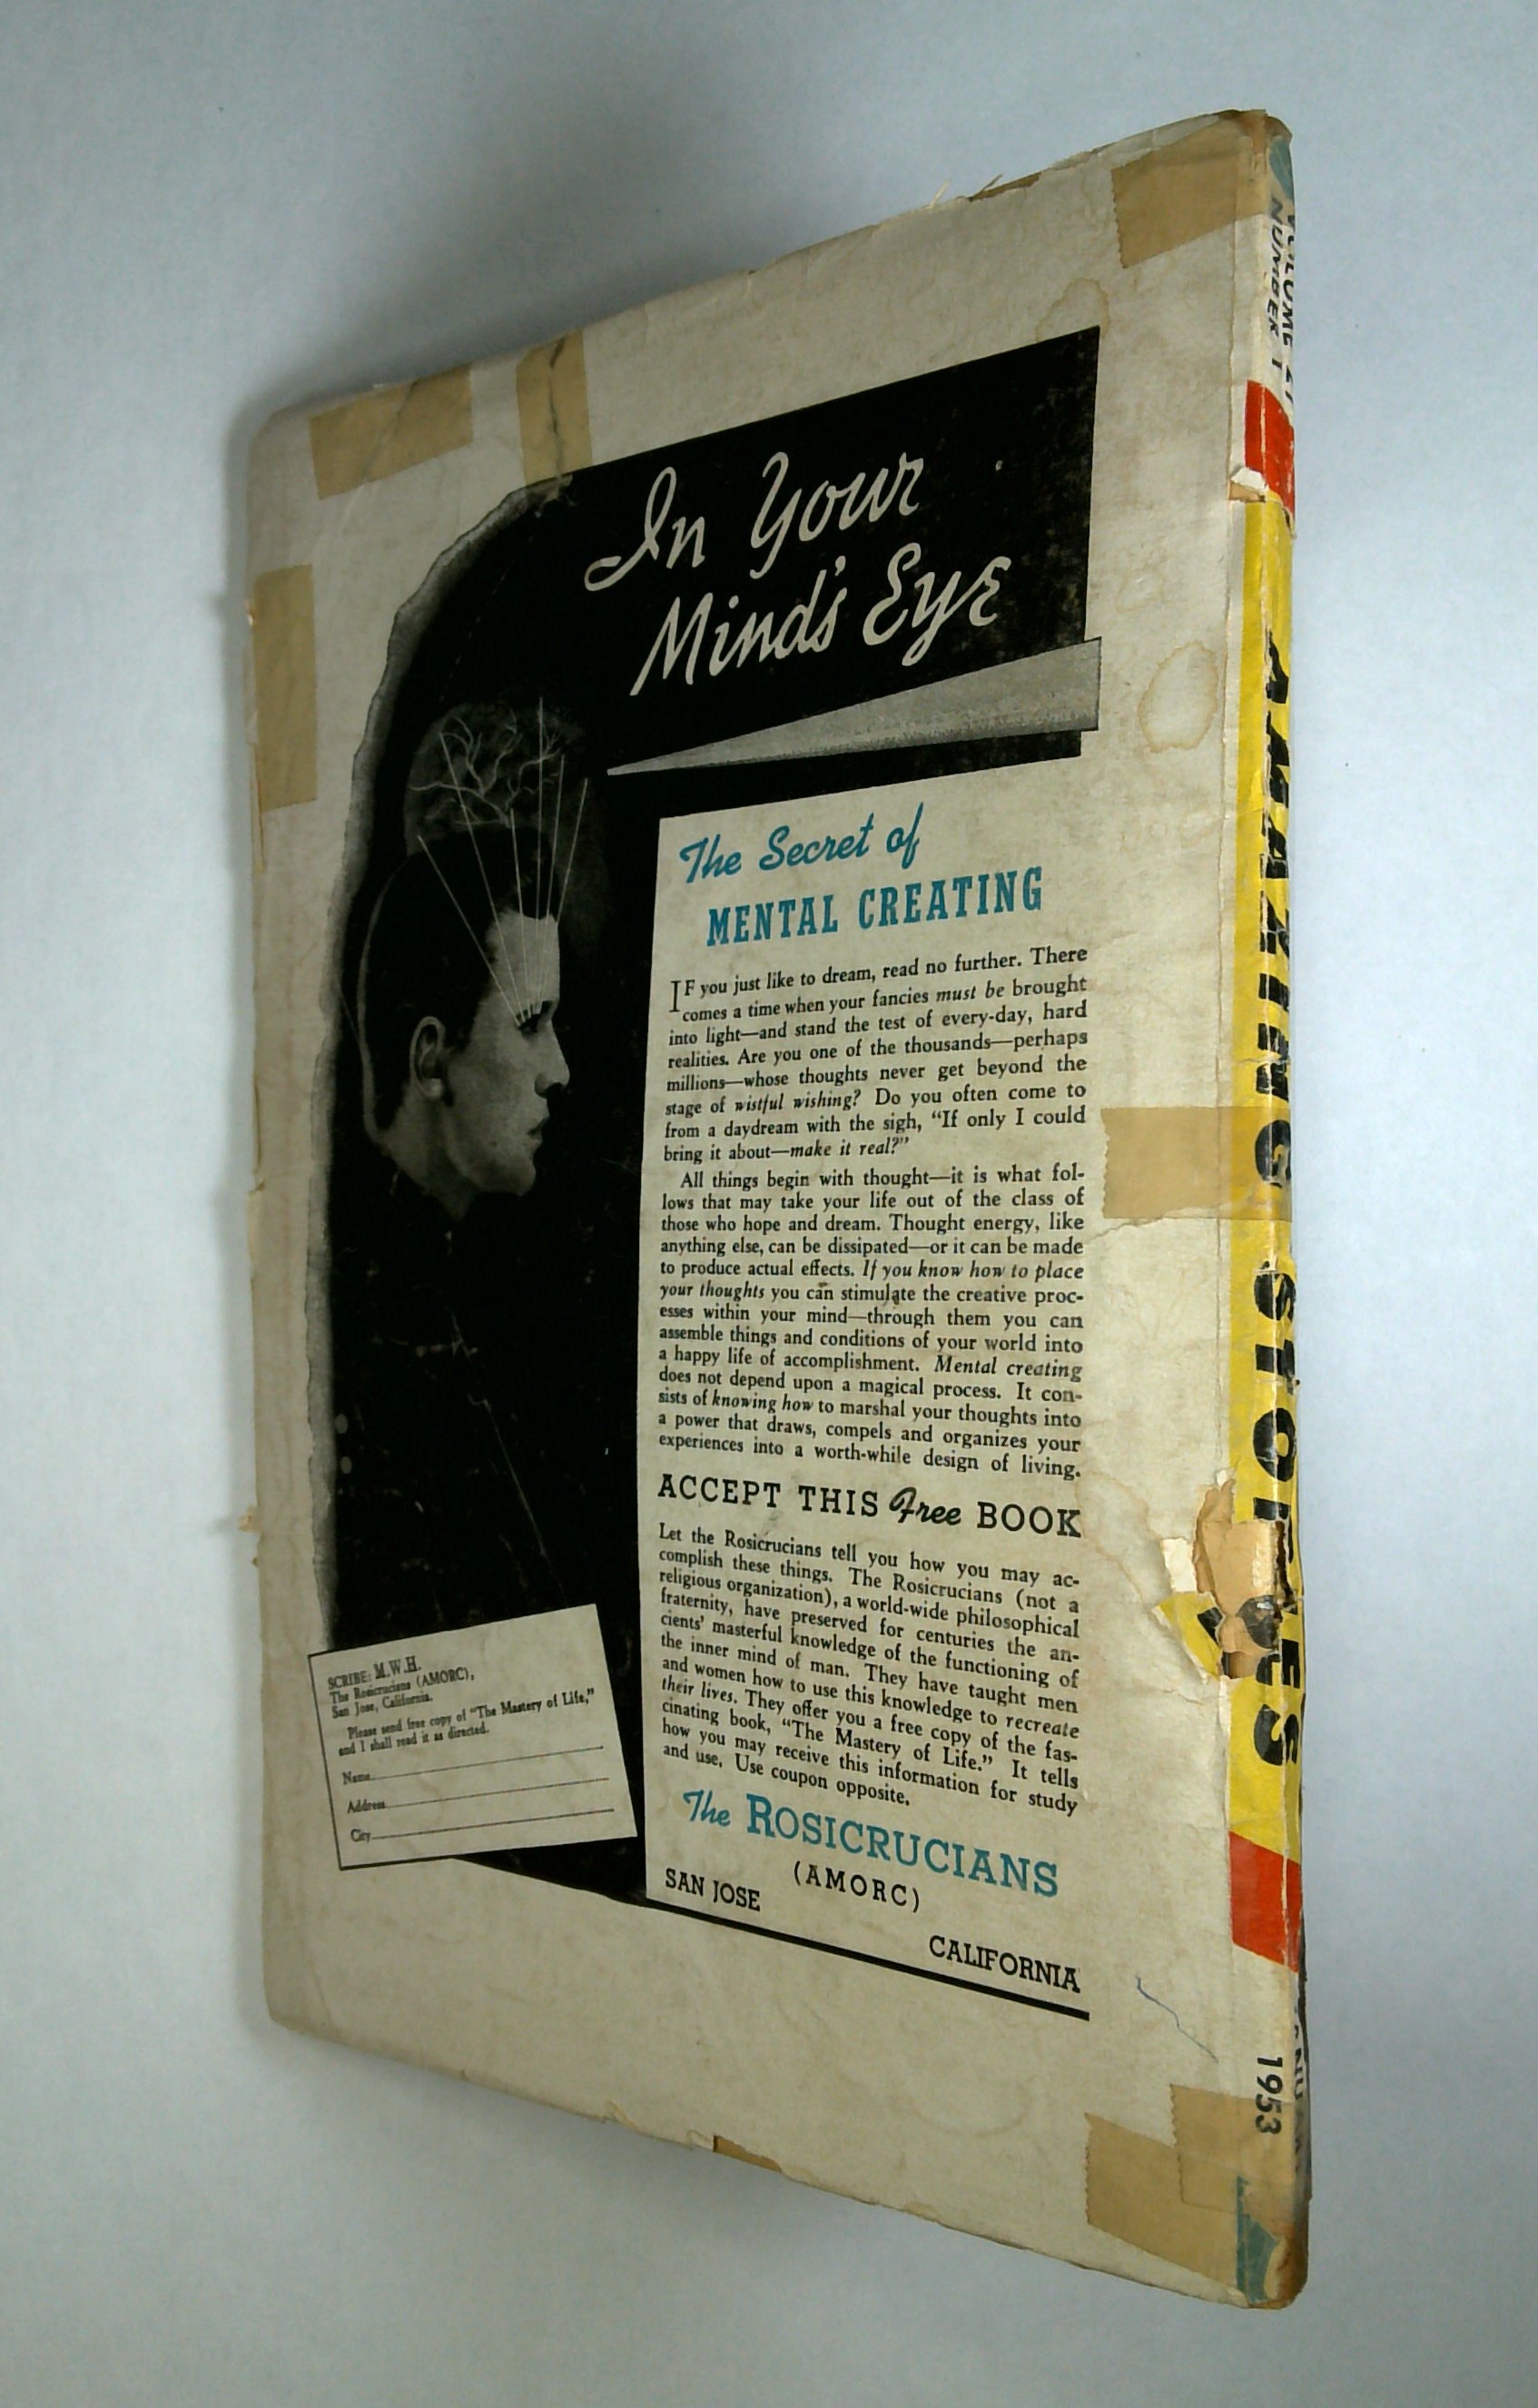 In Your
Mind's Eye
The Secret of
MENTAL CREATING
IF you just like to dream, read no further. There
comes a time when your fancies must be brought
into light—and stand the test of every-day, hard
realities. Are you one of the thousands—perhaps
millions—whose thoughts never get beyond the
stage of wistful wishing? Do you often come to
from a daydream with the sigh, "If only I could
bring it about—make it real?"
All things begin with thought—it is what fol-
lows that may take your life out of the class of
those who hope and dream. Thought energy, like
anything else, can be dissipated—or it can be made
to produce actual effects. If you know how to place
your thoughts you can stimulate the creative proc-
esses within your mind—through them you can
assemble things and conditions of your world into
a happy life of accomplishment. Mental creating
does not depend upon a magical process. It con-
sists of knowing how to marshal your thoughts into
a power that draws, compels and organizes your
experiences into a worth-while design of living.
ACCEPT THIS Free BOOK
Let the Rosicrucians tell you how you may ac-
complish these things. The Rosicrucians (not a
religious organization), a world-wide philosophical
fraternity, have preserved for centuries the an-
cients' masterful knowledge of the functioning of
the inner mind of man. They have taught men
and women how to use this knowledge to recreate
their lives. They offer you a free copy of the fas-
cinating book, "The Mastery of Life." It tells
how you may receive this information for study
and use. Use coupon opposite.
The ROSICRUCIANS
(AMORC)
SAN JOSE
CALIFORNIA
SCRIBE: M.W.H.
The Rosicrucians (AMORC),
San Jose, California.
Please send free copy of "The Mastery of Life,"
and I shall read it as directed.
Name
Address
City
VOLUME
NUMBER 1
AMAZING STORIES
1953